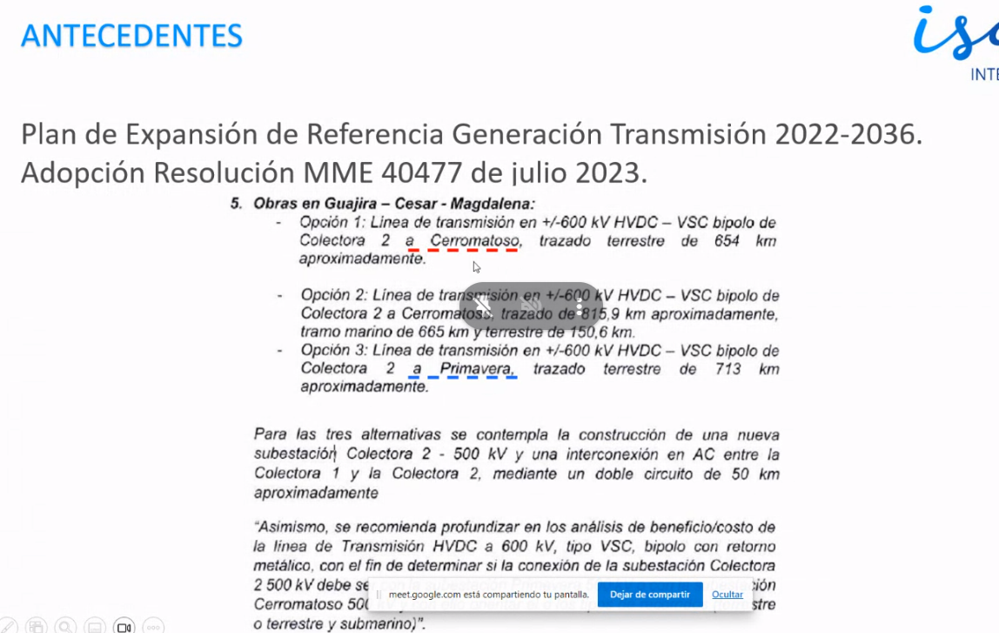 ANTECEDENTES
INTE
Plan de Expansión de Referencia Generación Transmisión 2022-2036.
Adopción Resolución MME 40477 de julio 2023.
5. Obras en Guajira – Cesar - Magdalena:
- Opción 1: Línea de transmisión en +/-600 kV HVDC – VSC bipolo de
Colectora 2 a Cerromatoso, trazado terrestre de 654 km
aproximadamente.
- Opción 2: Línea de transmisión en +/-600 kV HVDC – VSC bipolo de
Colectora 2 a Cerromatoso, trazado de 815,9 km aproximadamente,
tramo marino de 665 km y terrestre de 150,6 km.
- Opción 3: Línea de transmisión en +/-600 kV HVDC – VSC bipolo de
Colectora 2 a Primavera, trazado terrestre de 713 km
aproximadamente.
Para las tres alternativas se contempla la construcción de una nueva
subestación Colectora 2 - 500 kV y una interconexión en AC entre la
Colectora 1 y la Colectora 2, mediante un doble circuito de 50 km
aproximadamente
“Asimismo, se recomienda profundizar en los análisis de beneficio/costo de
la línea de Transmisión HVDC a 600 kV, tipo VSC, bipolo con retorno
metálico, con el fin de determinar si la conexión de la subestación Colectora
2 500 kV debe se
Cerromatoso 500
o terrestre y submarino)”.
meet.google.com está compartiendo tu pantalla.
Dejar de compartir
Ocultar